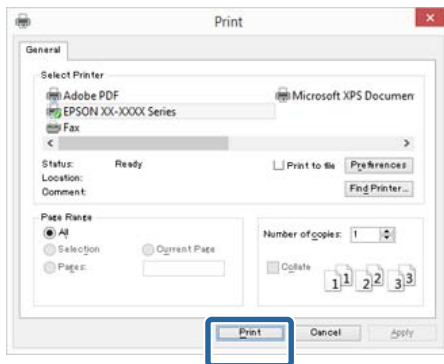 Print
General
Select Printer
Adobe PDF
Microsoft XPS Documen
EPSON XX-XXXX Series
Fax
Status: Ready
Print to file
Preferences
Location:
Comment:
Find Printer...
Page Range
All
Selection
Current Page
Pages:
Number of copies: 1
Collate
1 1 2 2 3 3
Print
Cancel
Apply